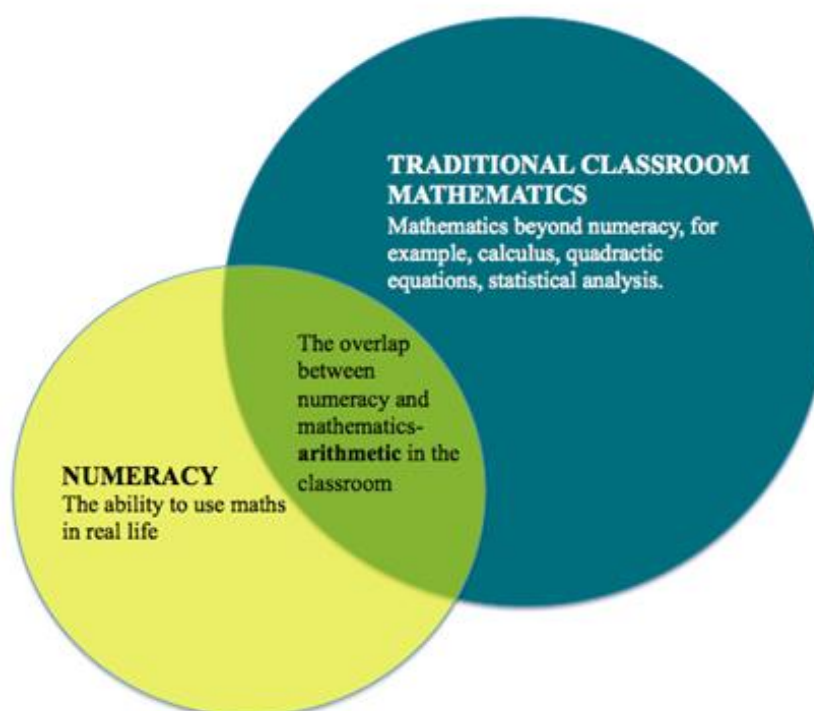 TRADITIONAL CLASSROOM
MATHEMATICS
Mathematics beyond numeracy, for
example, calculus, quadractic
equations, statistical analysis.
The overlap
between
numeracy and
mathematics-
arithmetic in the
classroom
NUMERACY
The ability to use maths
in real life